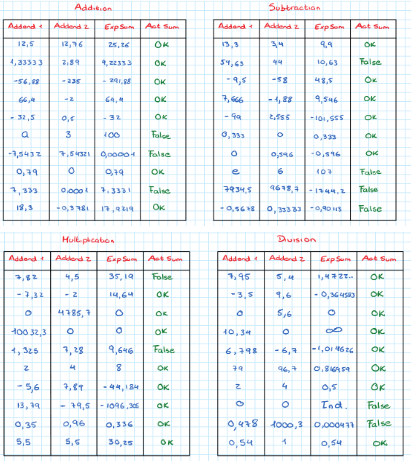 Addision
Addend 1 Addend 2 Exp Sum Act Sum
12,5 12,76 25,26 OK
1,33333 2,89 4,22333 OK
-56,88 -235 -291,88 OK
66,4 -2 64,4 OK
-32,5 0,5 -32 OK
a 3 100 False
-7,5432 7,54321 0,00001 False
0,79 0 0,79 OK
7,333 0,0001 7,3331 False
18,3 -0,3781 17,9219 OK
Subtraction
Addend 1 Addend 2 Exp Sum Act Sum
13,3 3,4 9,9 OK
54,63 44 10,63 False
-9,5 -58 48,5 OK
7,666 -1,88 9,546 OK
-99 2,555 -101,555 OK
0,333 0 0,333 OK
0 0,596 -0,596 OK
e 6 107 False
7934,5 9678,7 -1744,2 False
-0,5678 0,33333 -0,90113 False
Multiplication
Addend 1 Addend 2 Exp Sum Act Sum
7,82 4,5 35,19 False
-7,32 -2 14,64 OK
0 4785,7 0 OK
10032,3 0 0 OK
1,325 7,28 9,646 False
2 4 8 OK
-5,6 7,89 -44,184 OK
13,79 -79,5 -1096,305 OK
0,35 0,96 0,336 OK
5,5 5,5 30,25 OK
Division
Addend 1 Addend 2 Exp Sum Act Sum
7,95 5,4 1,4722.. OK
-3,5 9,6 -0,364583 OK
0 5,6 0 OK
10,34 0 ∞ OK
6,798 -6,7 -1,014626 OK
79 96,7 0,816959 OK
2 4 0,5 OK
0 0 Ind. False
0,478 1000,3 0,000477 False
0,54 1 0,54 OK